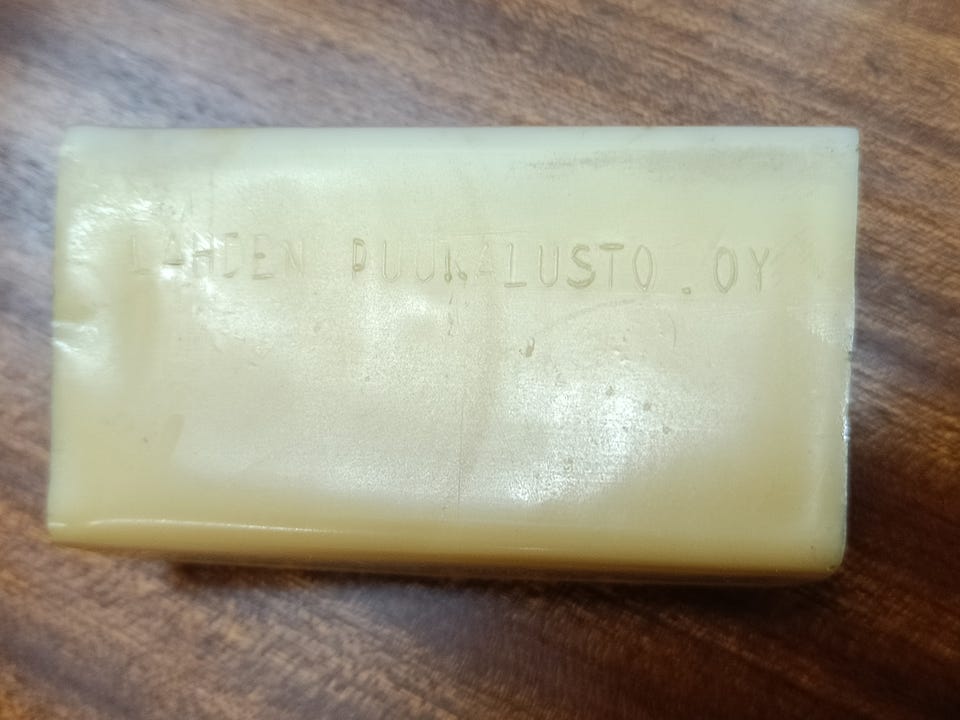 LAHDEN PUUKALUSTO . OY